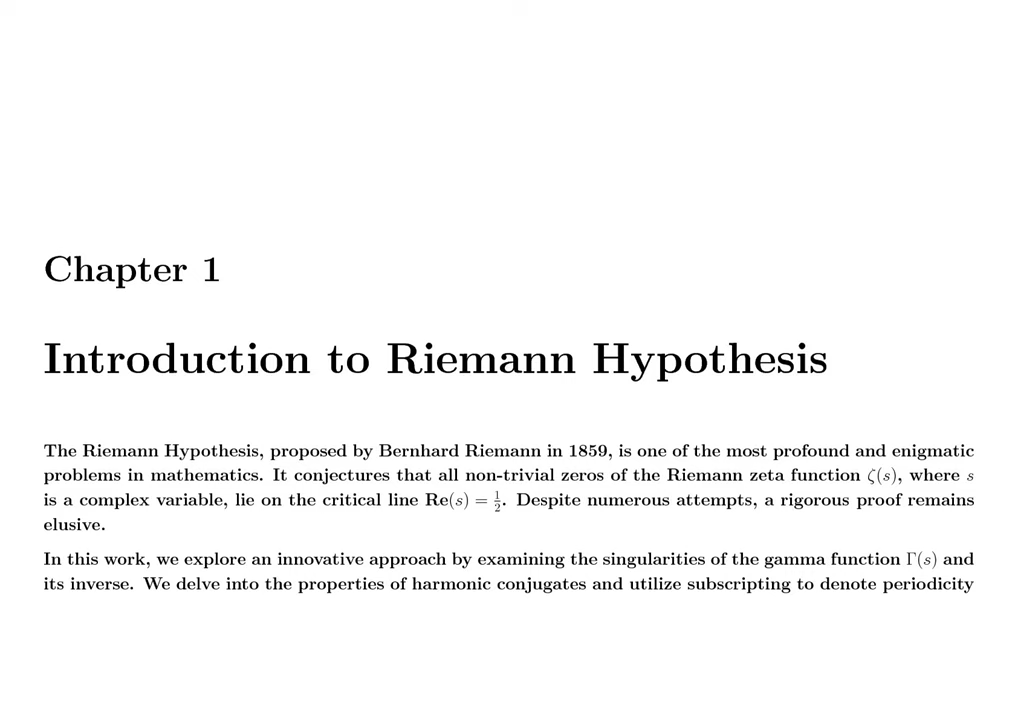 Chapter 1
Introduction to Riemann Hypothesis
The Riemann Hypothesis, proposed by Bernhard Riemann in 1859, is one of the most profound and enigmatic
problems in mathematics. It conjectures that all non-trivial zeros of the Riemann zeta function ζ(s), where s
is a complex variable, lie on the critical line Re(s) = 1/2. Despite numerous attempts, a rigorous proof remains
elusive.
In this work, we explore an innovative approach by examining the singularities of the gamma function Γ(s) and
its inverse. We delve into the properties of harmonic conjugates and utilize subscripting to denote periodicity